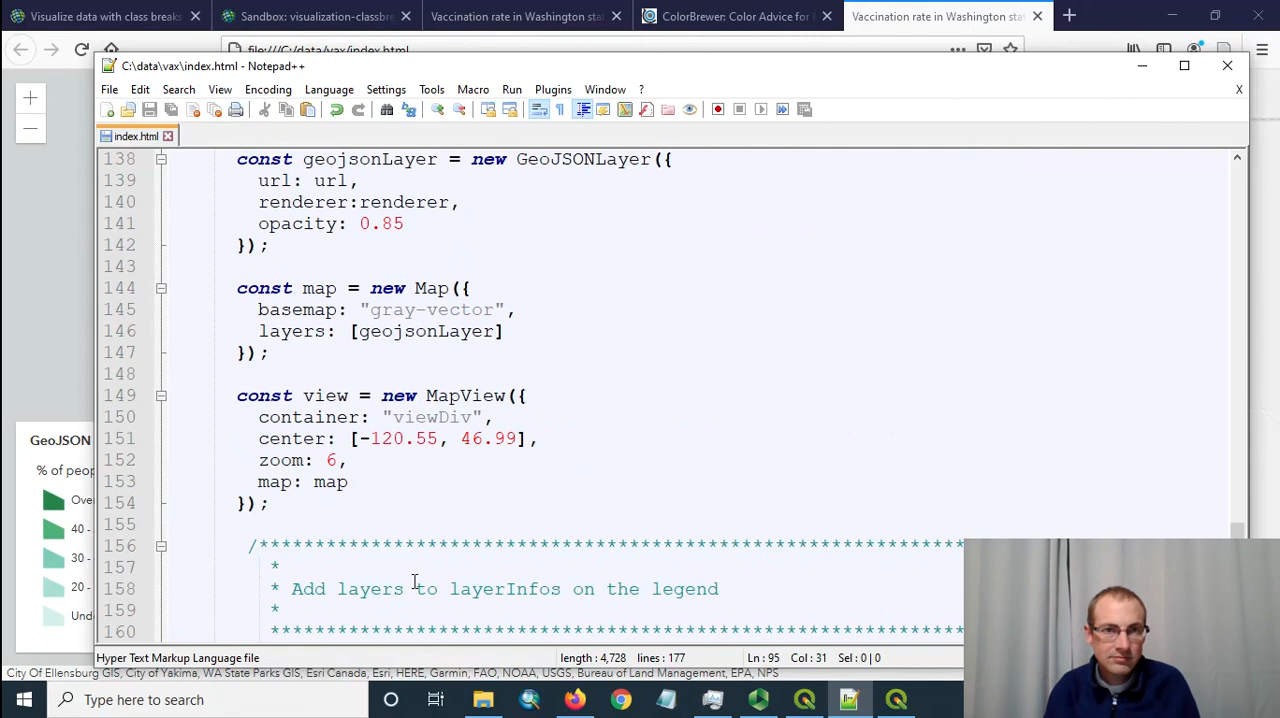 Visualize data with class breaks
Sandbox: visualization-classbre
Vaccination rate in Washington sta
ColorBrewer: Color Advice for
Vaccination rate in Washington sta
file:///C:/data/vax/index.html
C:\data\vax\index.html - Notepad++
File Edit Search View Encoding Language Settings Tools Macro Run Plugins Window ? X
index.html
138 const geojsonLayer = new GeoJSONLayer({
139 url: url,
140 renderer:renderer,
141 opacity: 0.85
142 });
143
144 const map = new Map({
145 basemap: "gray-vector",
146 layers: [geojsonLayer]
147 });
148
149 const view = new MapView({
150 container: "viewDiv",
151 center: [-120.55, 46.99],
152 zoom: 6,
153 map: map
154 });
155
156 /***************************************************************
157 *
158 * Add layers to layerInfos on the legend
159 *
160 **************************************************************
GeoJSON
% of peop
Ove
40 -
30 -
20 -
Unde
Hyper Text Markup Language file length : 4,728 lines : 177 Ln : 95 Col : 31 Sel : 0 | 0
City Of Ellensburg GIS, City of Yakima, WA State Parks GIS, Esri Canada, Esri, HERE, Garmin, FAO, NOAA, USGS, Bureau of Land Management, EPA, NPS
Type here to search